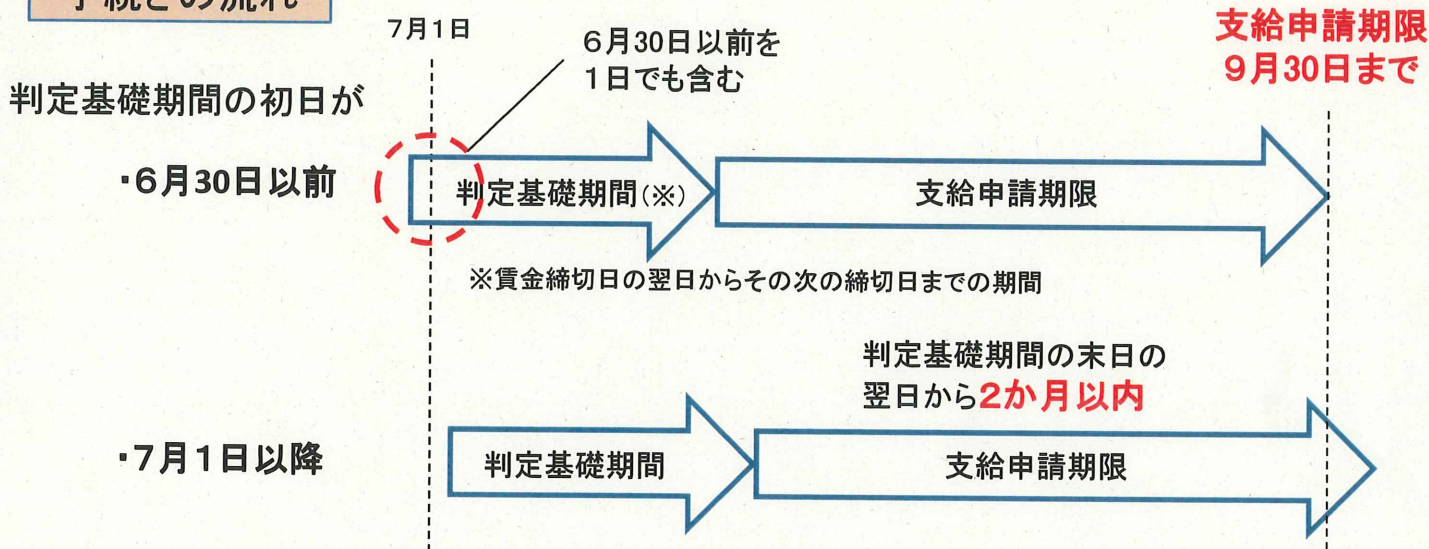 手続きの流れ
7月1日
6月30日以前を
1日でも含む
支給申請期限
9月30日まで
判定基礎期間の初日が
・6月30日以前
判定基礎期間(※)
支給申請期限
※賃金締切日の翌日からその次の締切日までの期間
判定基礎期間の末日の
翌日から2か月以内
・7月1日以降
判定基礎期間
支給申請期限